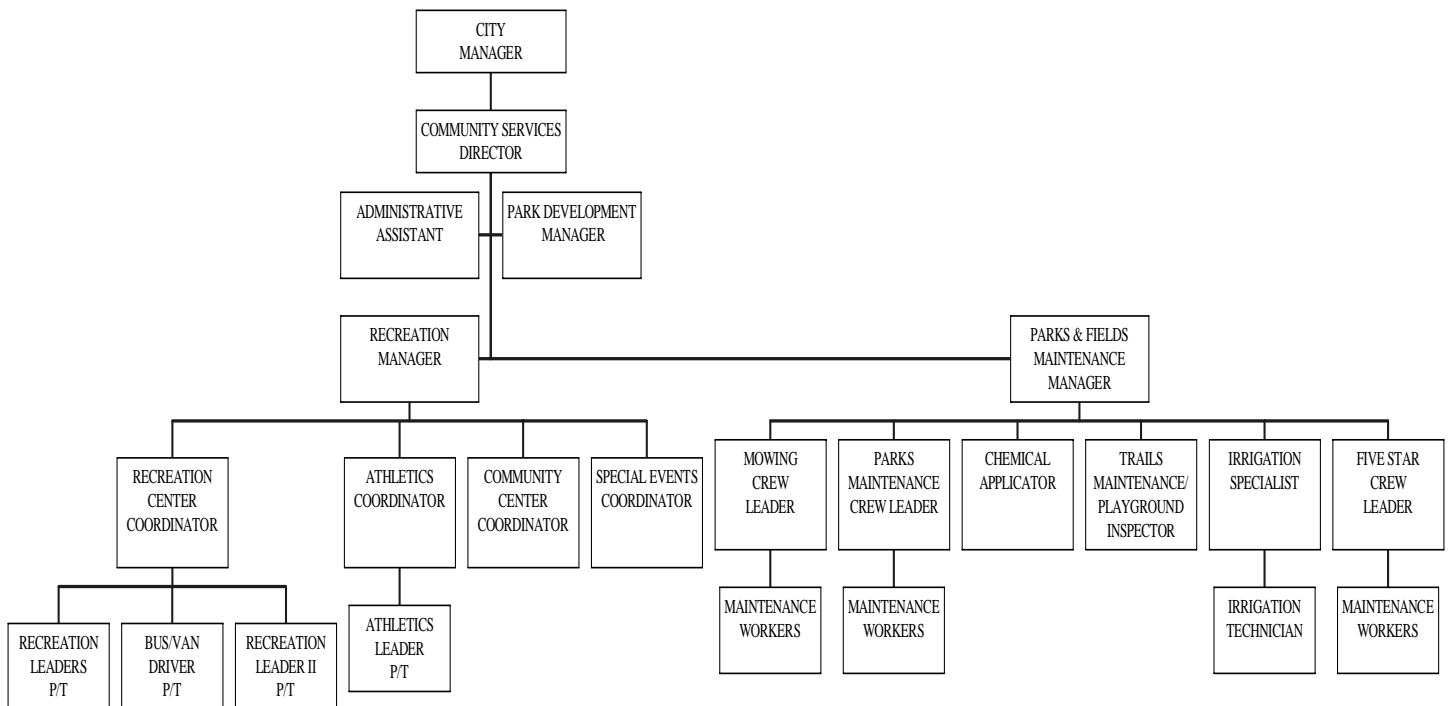 CITY
MANAGER
COMMUNITY SERVICES
DIRECTOR
ADMINISTRATIVE
ASSISTANT
PARK DEVELOPMENT
MANAGER
RECREATION
MANAGER
PARKS & FIELDS
MAINTENANCE
MANAGER
RECREATION
CENTER
COORDINATOR
ATHLETICS
COORDINATOR
COMMUNITY
CENTER
COORDINATOR
SPECIAL EVENTS
COORDINATOR
MOWING
CREW
LEADER
PARKS
MAINTENANCE
CREW LEADER
CHEMICAL
APPLICATOR
TRAILS
MAINTENANCE/
PLAYGROUND
INSPECTOR
IRRIGATION
SPECIALIST
FIVE STAR
CREW
LEADER
RECREATION
LEADERS
P/T
BUS/VAN
DRIVER
P/T
RECREATION
LEADER II
P/T
ATHLETICS
LEADER
P/T
MAINTENANCE
WORKERS
MAINTENANCE
WORKERS
IRRIGATION
TECHNICIAN
MAINTENANCE
WORKERS